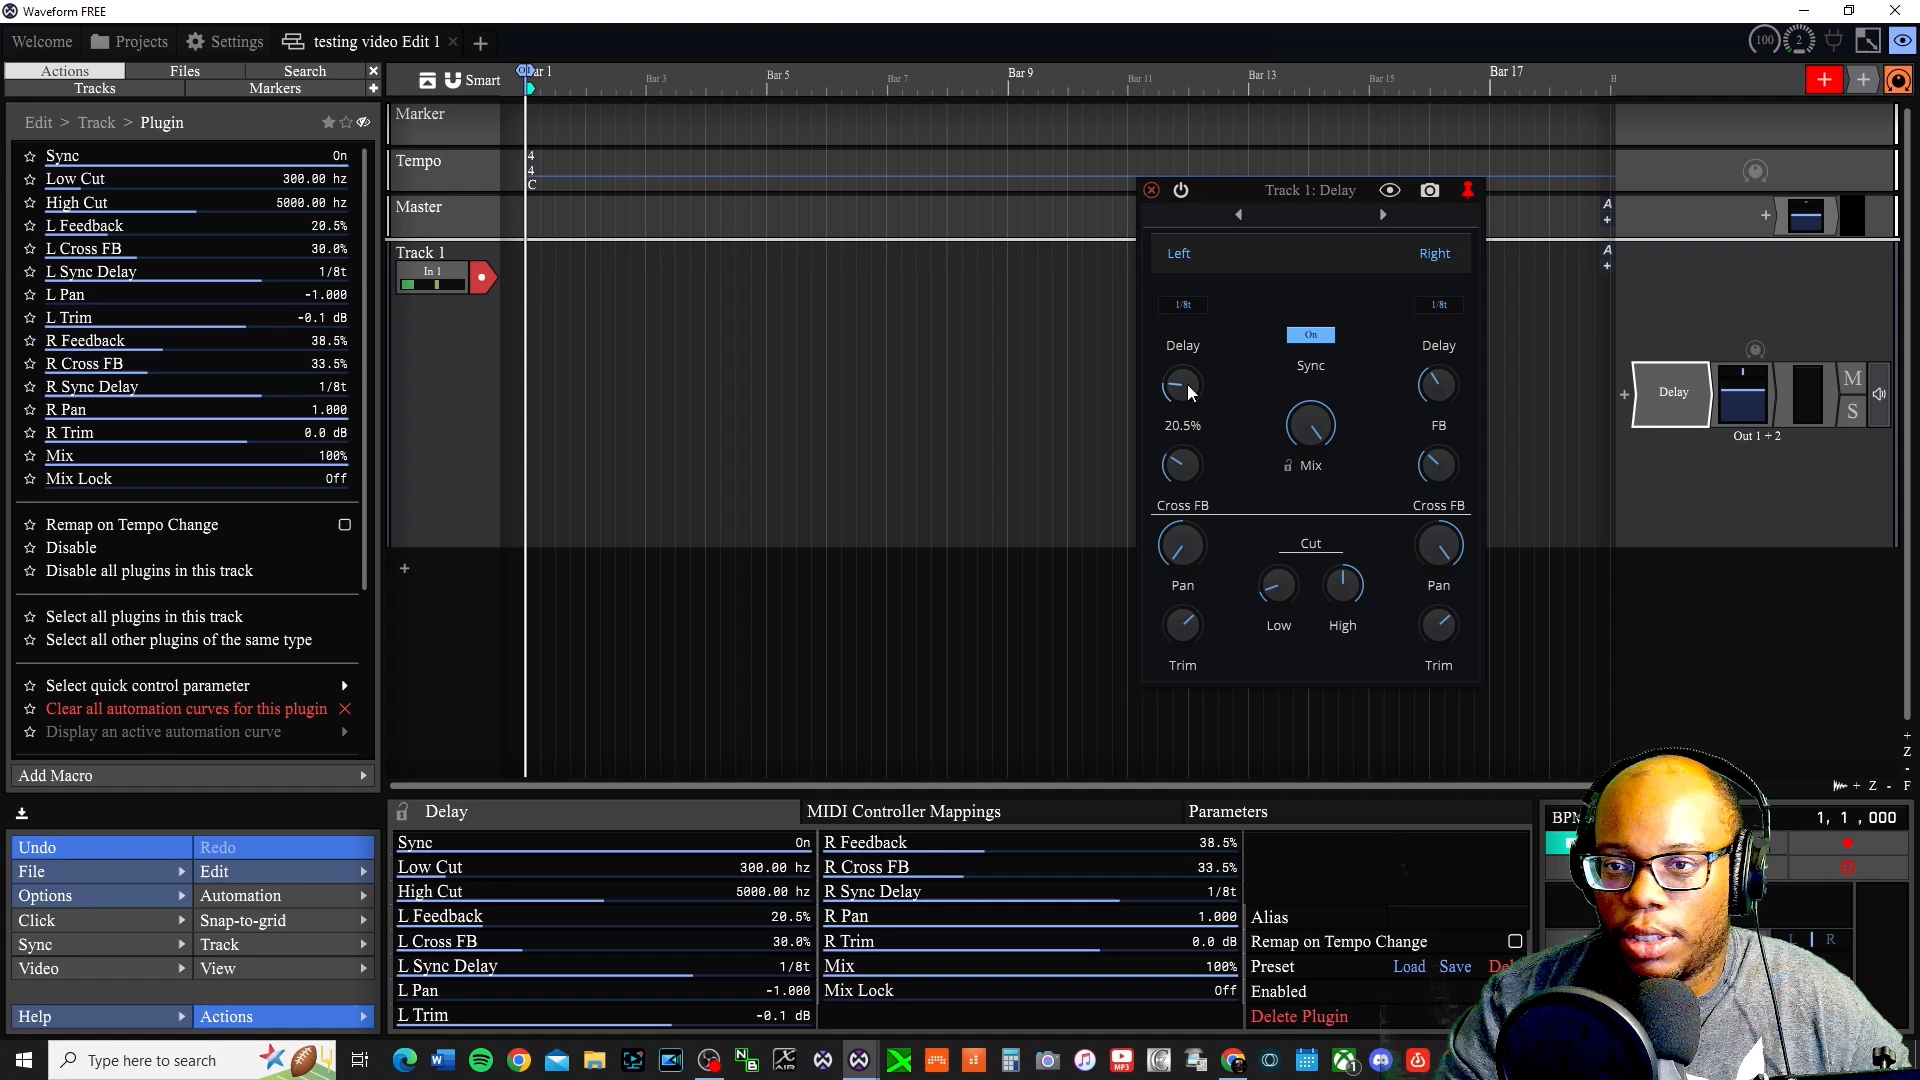 Waveform FREE
Welcome Projects Settings testing video Edit 1
100 2
Actions Files Search
Tracks Markers
Smart
Bar 3 Bar 5 Bar 7 Bar 9 Bar 11 Bar 13 Bar 15 Bar 17
Edit > Track > Plugin
Sync On
Low Cut 300.00 hz
High Cut 5000.00 hz
L Feedback 20.5%
L Cross FB 30.0%
L Sync Delay 1/8t
L Pan -1.000
L Trim -0.1 dB
R Feedback 38.5%
R Cross FB 33.5%
R Sync Delay 1/8t
R Pan 1.000
R Trim 0.0 dB
Mix 100%
Mix Lock Off
Remap on Tempo Change
Disable
Disable all plugins in this track
Select all plugins in this track
Select all other plugins of the same type
Select quick control parameter
Clear all automation curves for this plugin
Display an active automation curve
Add Macro
Undo Redo
File Edit
Options Automation
Click Snap-to-grid
Sync Track
Video View
Help Actions
Marker
Tempo
4
4
C
Master
Track 1
In 1
A
A
Track 1: Delay
Left Right
1/8t 1/8t
On
Delay Delay
Sync
20.5% FB
Mix
Cross FB Cross FB
Cut
Pan Pan
Low High
Trim Trim
Delay
M
S
Out 1 + 2
Z
Z - F
Delay MIDI Controller Mappings Parameters
Sync On
Low Cut 300.00 hz
High Cut 5000.00 hz
L Feedback 20.5%
L Cross FB 30.0%
L Sync Delay 1/8t
L Pan -1.000
L Trim -0.1 dB
R Feedback 38.5%
R Cross FB 33.5%
R Sync Delay 1/8t
R Pan 1.000
R Trim 0.0 dB
Mix 100%
Mix Lock Off
Alias
Remap on Tempo Change
Preset Load Save
Enabled
Delete Plugin
1, 1 , 000
R
Type here to search